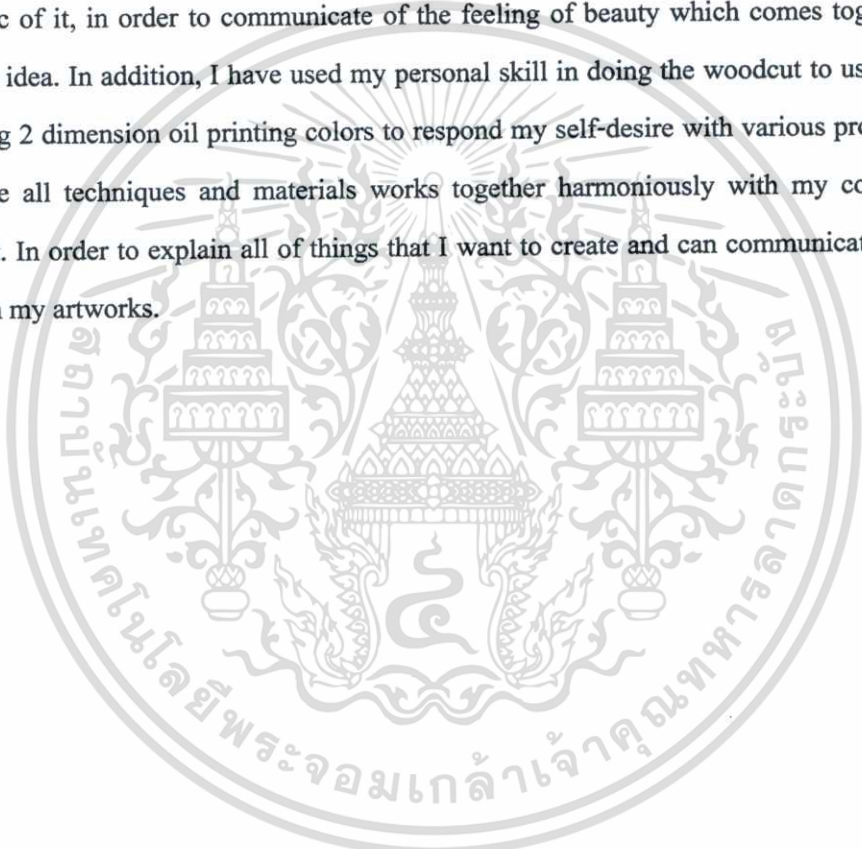 c of it, in order to communicate of the feeling of beauty which comes tog
idea. In addition, I have used my personal skill in doing the woodcut to us
g 2 dimension oil printing colors to respond my self-desire with various pro
e all techniques and materials works together harmoniously with my co
. In order to explain all of things that I want to create and can communicat
my artworks.
สถาบันเทคโนโลยีพระจอมเกล้าเจ้าคุณทหารลาดกระบัง